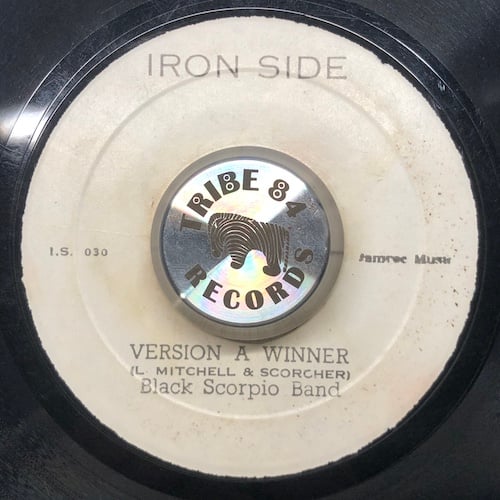 IRON SIDE
TRIBE 84
RECORDS
I.S. 030
Jamrec Music
VERSION A WINNER
(L. MITCHELL & SCORCHER)
Black Scorpio Band